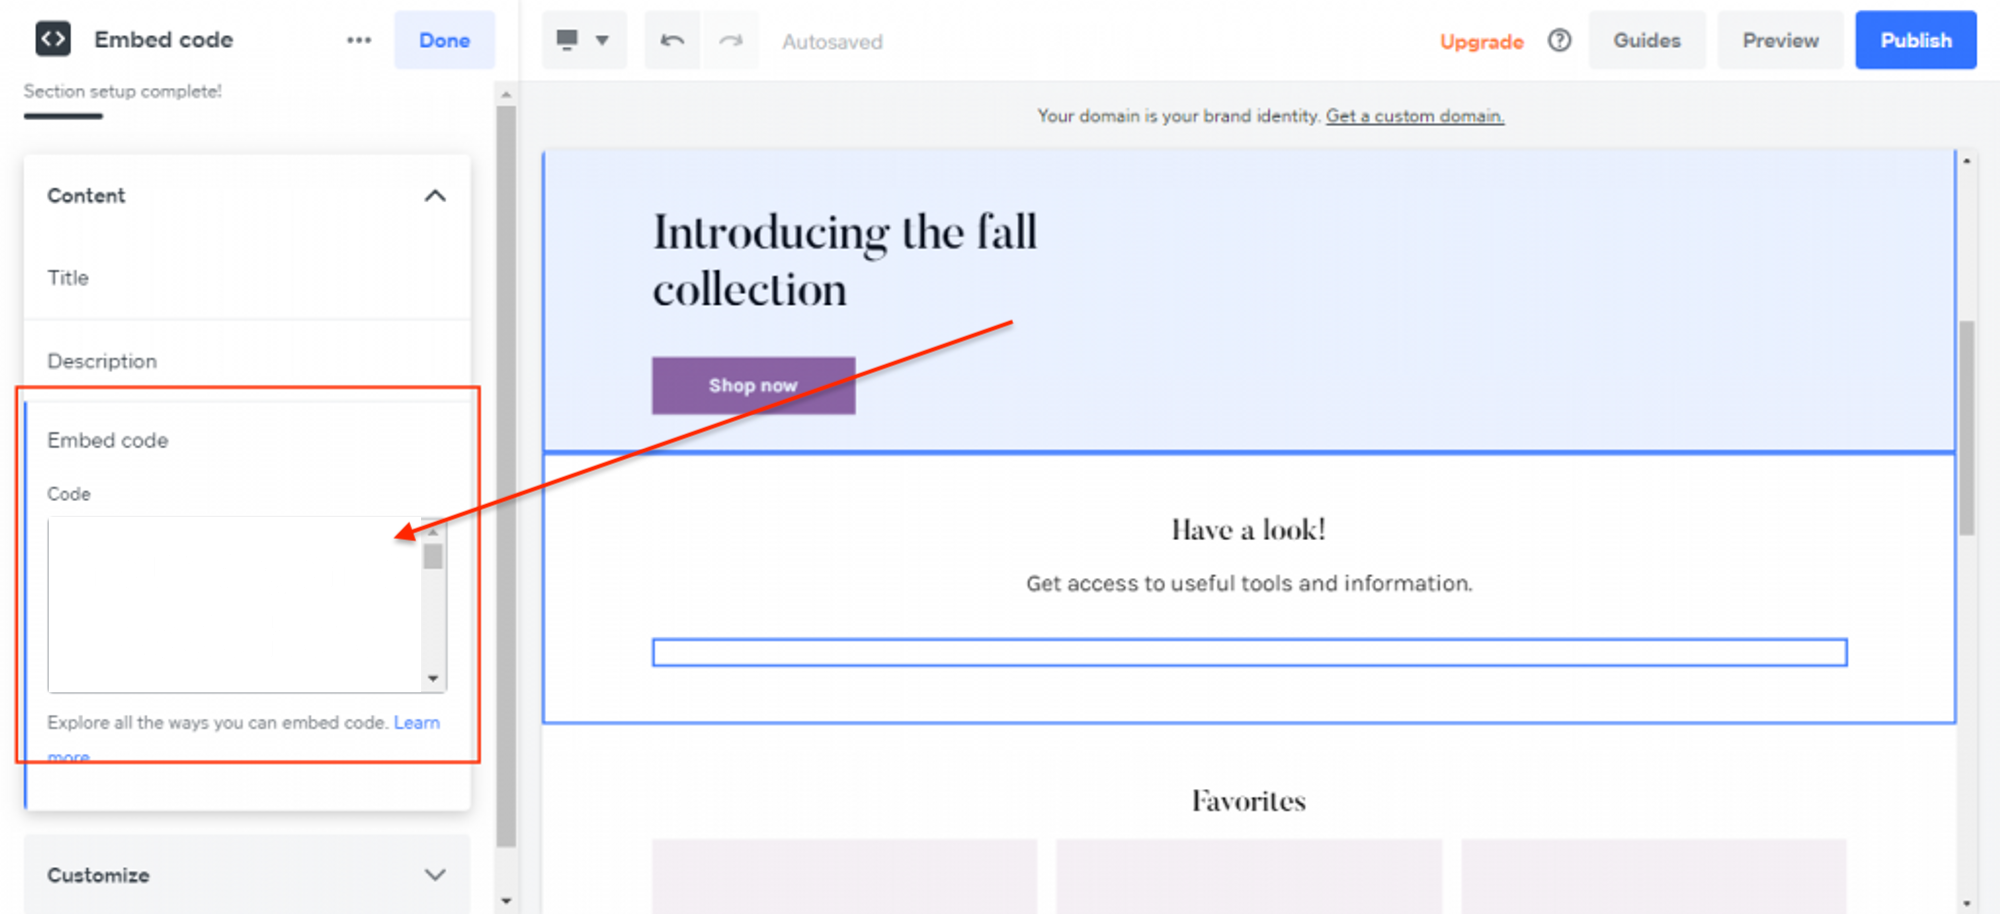 Embed code
Done
Autosaved
Upgrade
Guides
Preview
Publish
Section setup complete!
Your domain is your brand identity. Get a custom domain.
Content
Title
Description
Embed code
Code
Explore all the ways you can embed code. Learn
more
Customize
Introducing the fall
collection
Shop now
Have a look!
Get access to useful tools and information.
Favorites